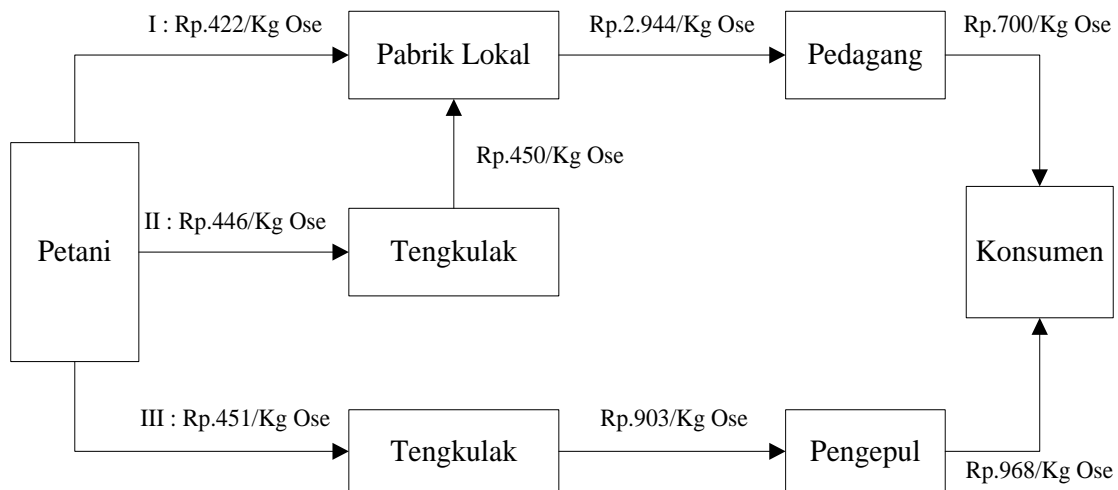 I : Rp.422/Kg Ose
Rp.2.944/Kg Ose
Rp.700/Kg Ose
Pabrik Lokal
Pedagang
Rp.450/Kg Ose
II : Rp.446/Kg Ose
Petani
Tengkulak
Konsumen
III : Rp.451/Kg Ose
Rp.903/Kg Ose
Tengkulak
Pengepul
Rp.968/Kg Ose